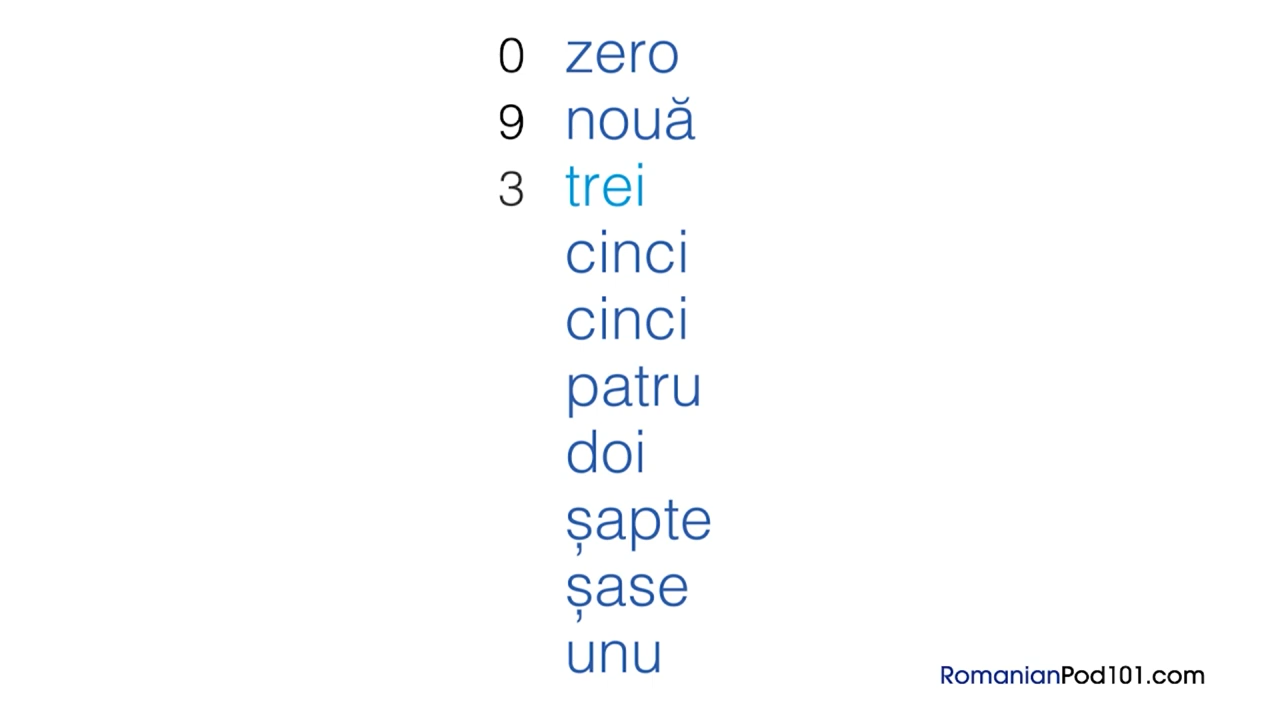 0 zero
9 nouă
3 trei
cinci
cinci
patru
doi
șapte
șase
unu
RomanianPod101.com